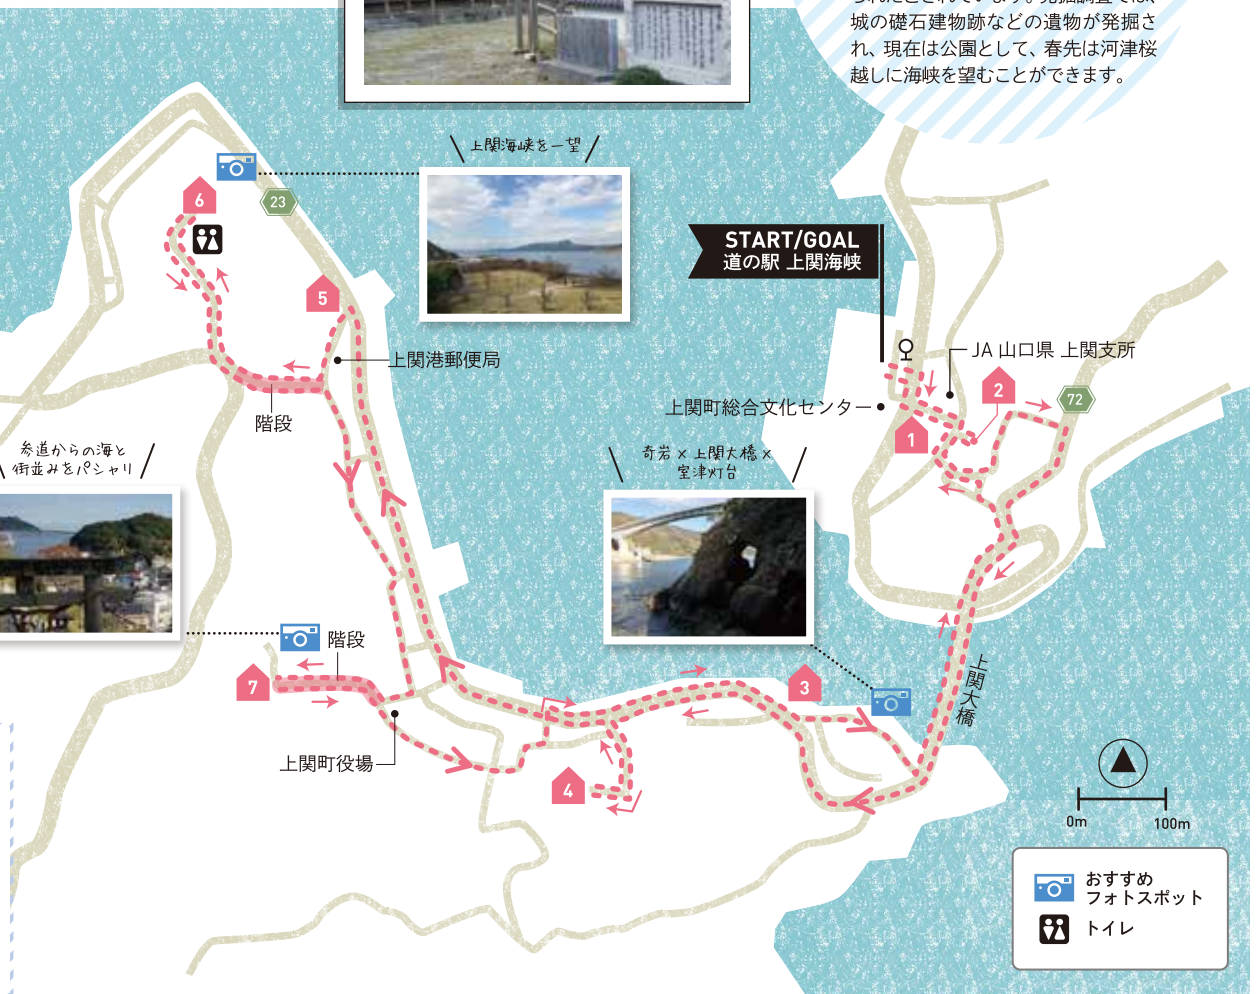 城の礎石建物跡などの遺物が発掘さ
れ、現在は公園として、春先は河津桜
越しに海峡を望むことができます。
上関海峡を一望
6
23
START/GOAL
道の駅 上関海峡
5
上関港郵便局
JA 山口県 上関支所
2
72
階段
上関町総合文化センター
1
参道からの海と
街並みをパシャリ
奇岩×上関大橋×
室津灯台
階段
7
3
上関大橋
上関町役場
4
0m
100m
おすすめ
フォトスポット
トイレ